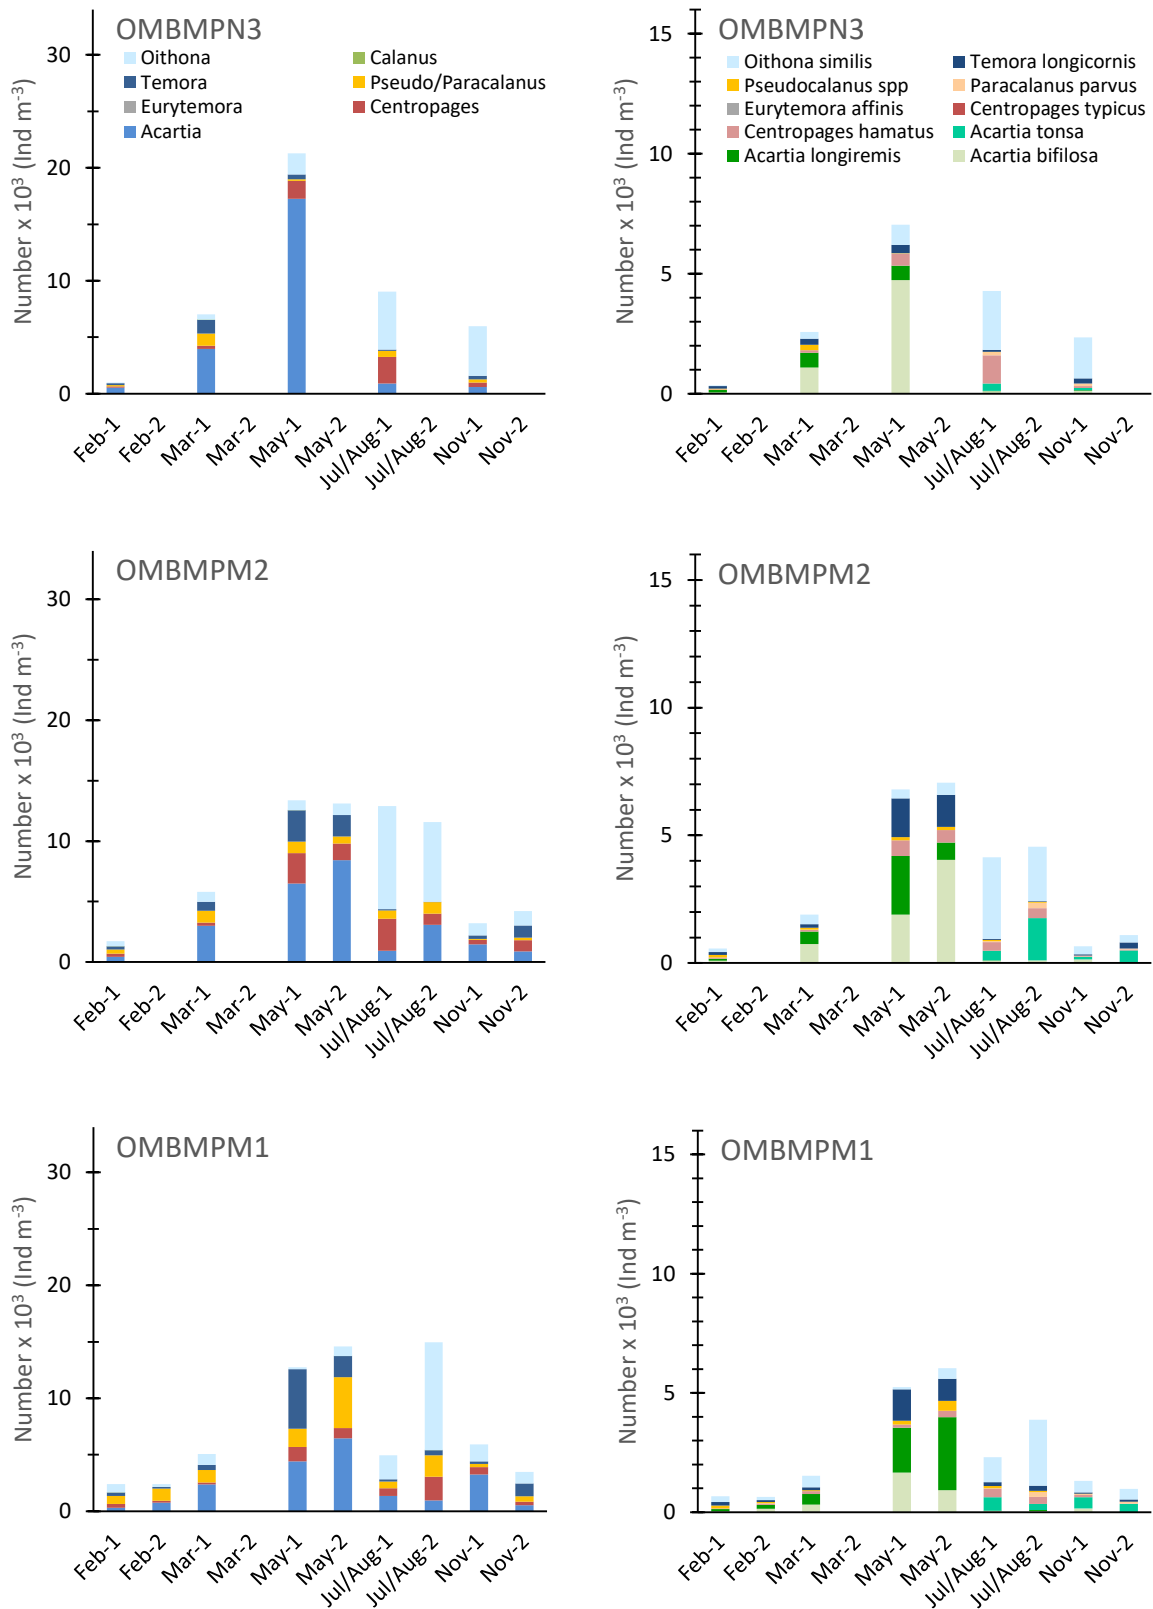 OMBMPN3
Oithona
Calanus
Temora
Pseudo/Paracalanus
Eurytemora
Centropages
Acartia
Number x 10³ (Ind m⁻³)
30
20
10
0
Feb-1
Feb-2
Mar-1
Mar-2
May-1
May-2
Jul/Aug-1
Jul/Aug-2
Nov-1
Nov-2
OMBMPN3
Oithona similis
Temora longicornis
Pseudocalanus spp
Paracalanus parvus
Eurytemora affinis
Centropages typicus
Centropages hamatus
Acartia tonsa
Acartia longiremis
Acartia bifilosa
Number x 10³ (Ind m⁻³)
15
10
5
0
Feb-1
Feb-2
Mar-1
Mar-2
May-1
May-2
Jul/Aug-1
Jul/Aug-2
Nov-1
Nov-2
OMBMPM2
Number x 10³ (Ind m⁻³)
30
20
10
0
Feb-1
Feb-2
Mar-1
Mar-2
May-1
May-2
Jul/Aug-1
Jul/Aug-2
Nov-1
Nov-2
OMBMPM2
Number x 10³ (Ind m⁻³)
15
10
5
0
Feb-1
Feb-2
Mar-1
Mar-2
May-1
May-2
Jul/Aug-1
Jul/Aug-2
Nov-1
Nov-2
OMBMPM1
Number x 10³ (Ind m⁻³)
30
20
10
0
Feb-1
Feb-2
Mar-1
Mar-2
May-1
May-2
Jul/Aug-1
Jul/Aug-2
Nov-1
Nov-2
OMBMPM1
Number x 10³ (Ind m⁻³)
15
10
5
0
Feb-1
Feb-2
Mar-1
Mar-2
May-1
May-2
Jul/Aug-1
Jul/Aug-2
Nov-1
Nov-2